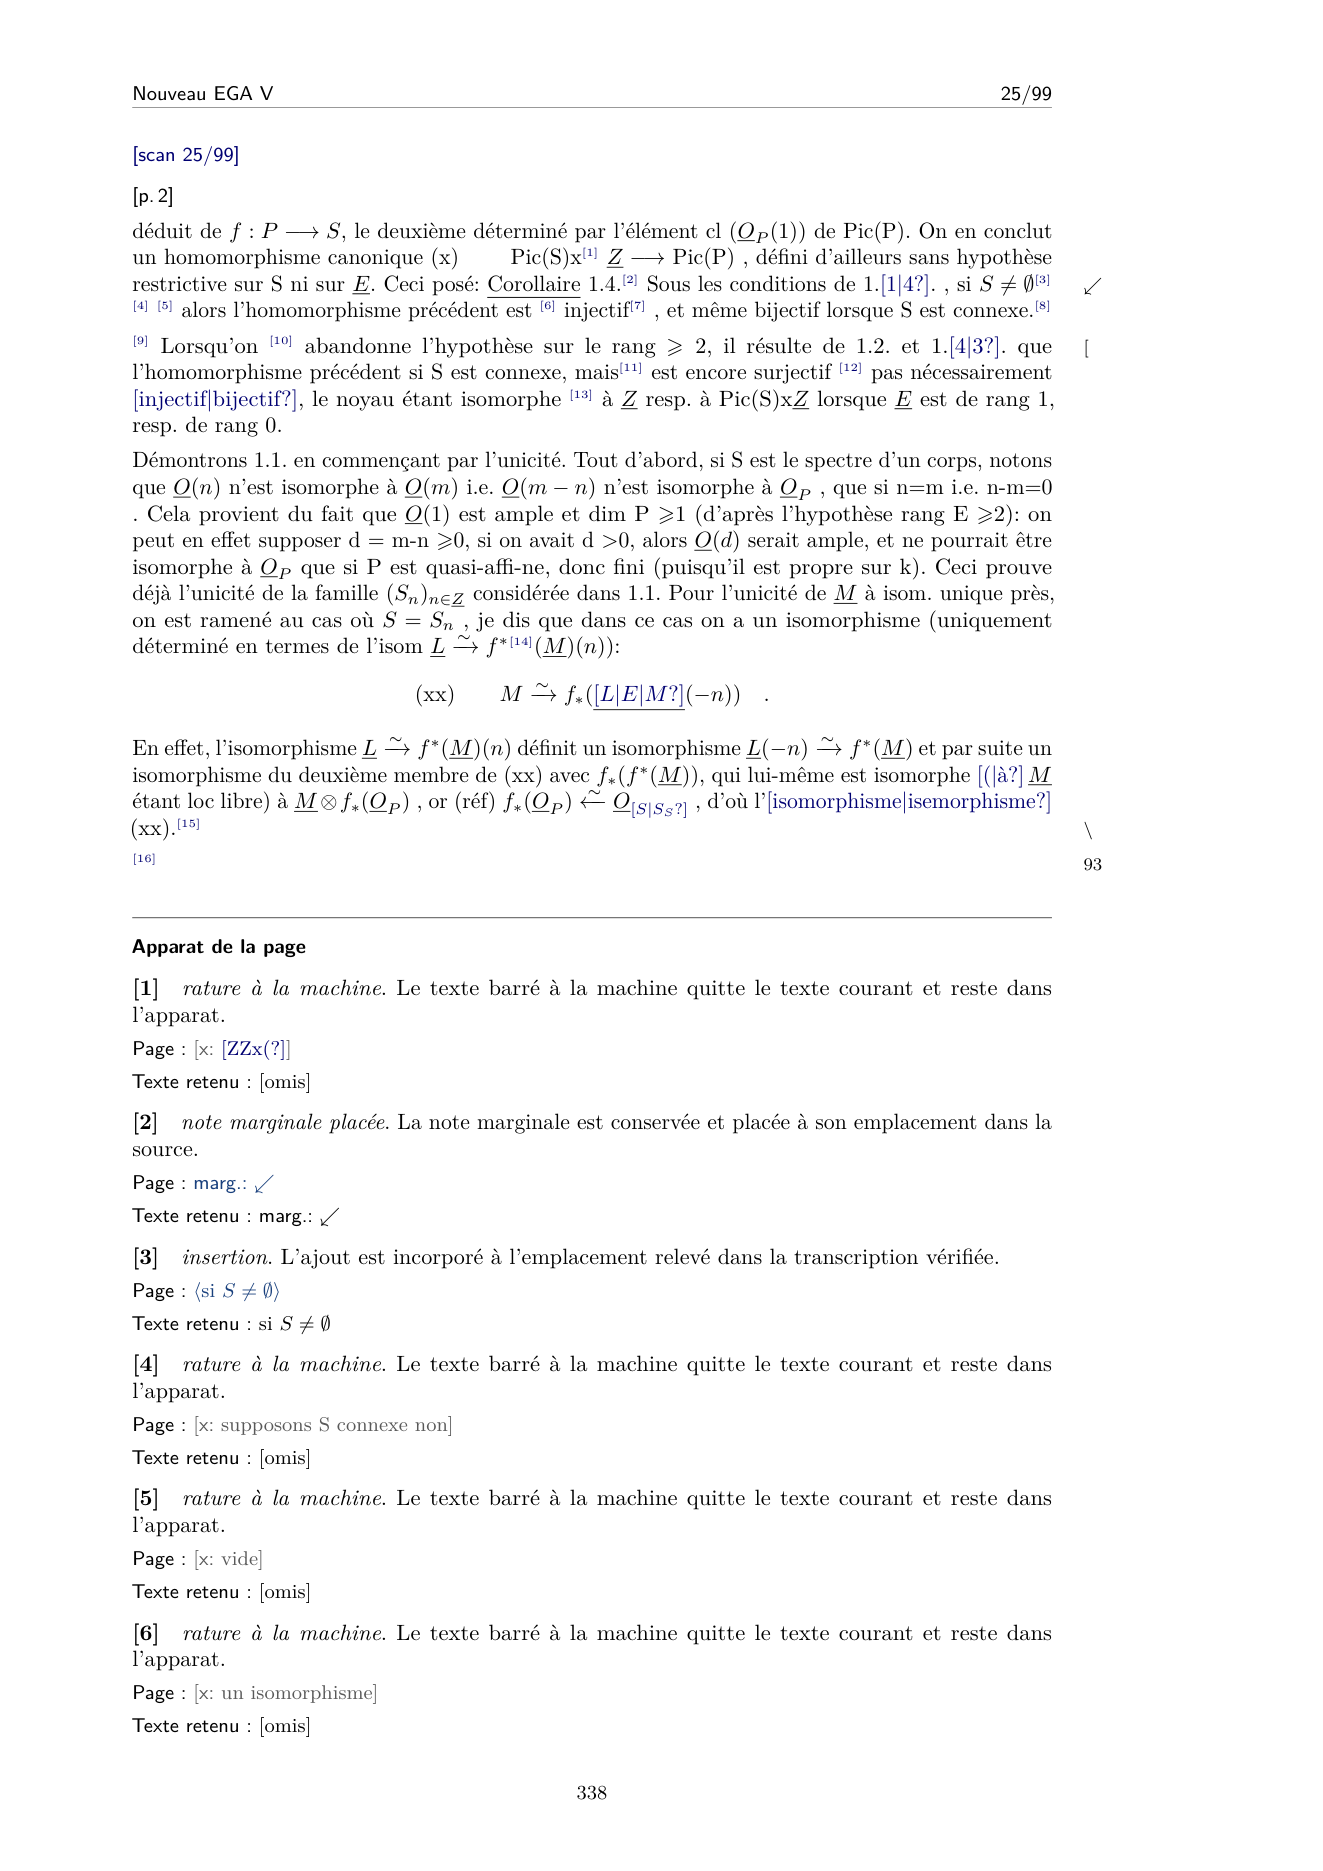 Nouveau EGA V 25/99
[scan 25/99]
[p. 2]
déduit de f : P ⟶ S, le deuxième déterminé par l'élément cl (O̲_P(1)) de Pic(P). On en conclut
un homomorphisme canonique (x) Pic(S)x[1] Z̲ ⟶ Pic(P) , défini d'ailleurs sans hypothèse
restrictive sur S ni sur E̲. Ceci posé: Corollaire 1.4.[2] Sous les conditions de 1.[1|4?]. , si S ≠ ∅[3] ↙
[4] [5] alors l'homomorphisme précédent est [6] injectif[7] , et même bijectif lorsque S est connexe.[8]
[9] Lorsqu'on [10] abandonne l'hypothèse sur le rang ⩾ 2, il résulte de 1.2. et 1.[4|3?]. que [
l'homomorphisme précédent si S est connexe, mais[11] est encore surjectif [12] pas nécessairement
[injectif|bijectif?], le noyau étant isomorphe [13] à Z̲ resp. à Pic(S)xZ̲ lorsque E̲ est de rang 1,
resp. de rang 0.
Démontrons 1.1. en commençant par l'unicité. Tout d'abord, si S est le spectre d'un corps, notons
que O̲(n) n'est isomorphe à O̲(m) i.e. O̲(m − n) n'est isomorphe à O̲_P , que si n=m i.e. n-m=0
. Cela provient du fait que O̲(1) est ample et dim P ⩾1 (d'après l'hypothèse rang E ⩾2): on
peut en effet supposer d = m-n ⩾0, si on avait d >0, alors O̲(d) serait ample, et ne pourrait être
isomorphe à O̲_P que si P est quasi-affi-ne, donc fini (puisqu'il est propre sur k). Ceci prouve
déjà l'unicité de la famille (S_n)_{n∈Z̲} considérée dans 1.1. Pour l'unicité de M̲ à isom. unique près,
on est ramené au cas où S = S_n , je dis que dans ce cas on a un isomorphisme (uniquement
déterminé en termes de l'isom L̲ ⥲ f*[14](M̲)(n)):
(xx) M ⥲ f_*([L|E|M?](−n)) .
En effet, l'isomorphisme L̲ ⥲ f*(M̲)(n) définit un isomorphisme L̲(−n) ⥲ f*(M̲) et par suite un
isomorphisme du deuxième membre de (xx) avec f_*(f*(M̲)), qui lui-même est isomorphe [(|à?] M̲
étant loc libre) à M̲ ⊗ f_*(O̲_P) , or (réf) f_*(O̲_P) ⥳ O̲_{[S|S_S?]} , d'où l'[isomorphisme|isemorphisme?]
(xx).[15] \
[16] 93
Apparat de la page
[1] rature à la machine. Le texte barré à la machine quitte le texte courant et reste dans
l'apparat.
Page : [x: [ZZx(?]]
Texte retenu : [omis]
[2] note marginale placée. La note marginale est conservée et placée à son emplacement dans la
source.
Page : marg.: ↙
Texte retenu : marg.: ↙
[3] insertion. L'ajout est incorporé à l'emplacement relevé dans la transcription vérifiée.
Page : ⟨si S ≠ ∅⟩
Texte retenu : si S ≠ ∅
[4] rature à la machine. Le texte barré à la machine quitte le texte courant et reste dans
l'apparat.
Page : [x: supposons S connexe non]
Texte retenu : [omis]
[5] rature à la machine. Le texte barré à la machine quitte le texte courant et reste dans
l'apparat.
Page : [x: vide]
Texte retenu : [omis]
[6] rature à la machine. Le texte barré à la machine quitte le texte courant et reste dans
l'apparat.
Page : [x: un isomorphisme]
Texte retenu : [omis]
338